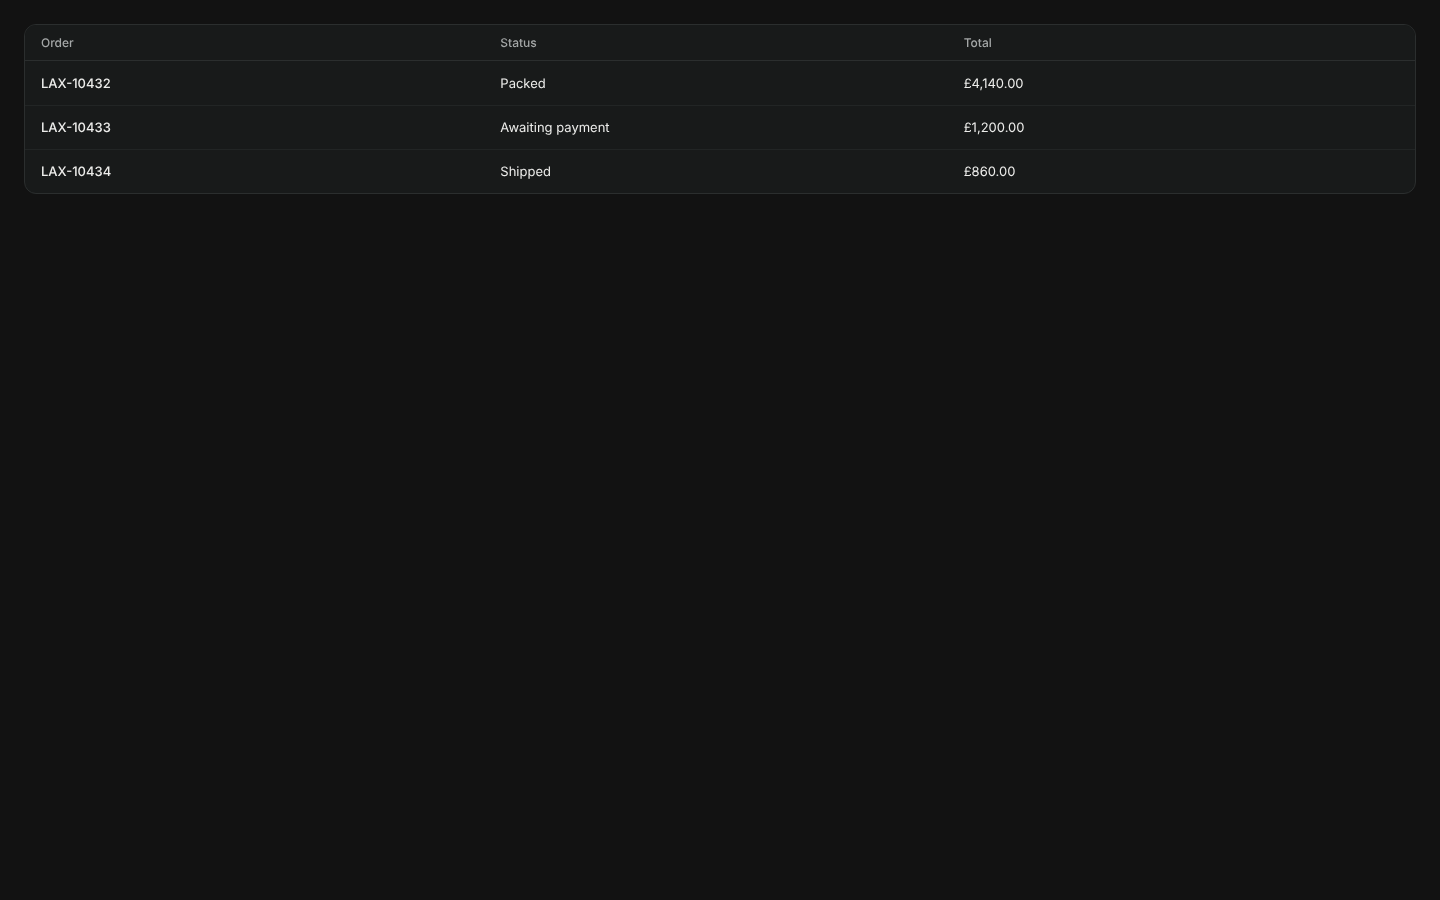 Order Status Total
LAX-10432 Packed £4,140.00
LAX-10433 Awaiting payment £1,200.00
LAX-10434 Shipped £860.00